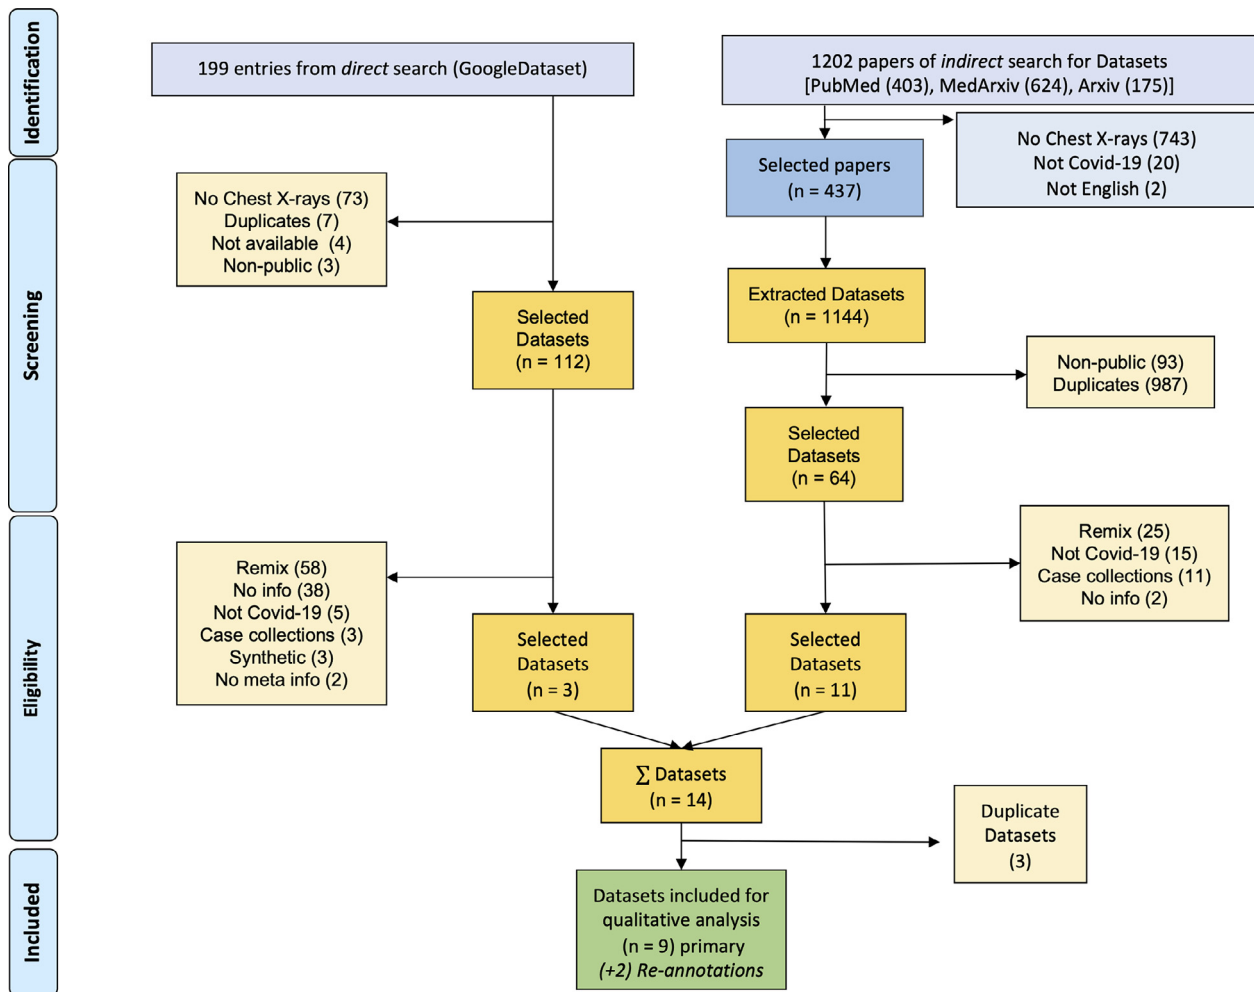 Identification
199 entries from direct search (GoogleDataset)
1202 papers of indirect search for Datasets
[PubMed (403), MedArxiv (624), Arxiv (175)]
No Chest X-rays (743)
Not Covid-19 (20)
Not English (2)
Selected papers
(n = 437)
Screening
No Chest X-rays (73)
Duplicates (7)
Not available (4)
Non-public (3)
Selected
Datasets
(n = 112)
Extracted Datasets
(n = 1144)
Non-public (93)
Duplicates (987)
Selected
Datasets
(n = 64)
Eligibility
Remix (58)
No info (38)
Not Covid-19 (5)
Case collections (3)
Synthetic (3)
No meta info (2)
Remix (25)
Not Covid-19 (15)
Case collections (11)
No info (2)
Selected
Datasets
(n = 3)
Selected
Datasets
(n = 11)
∑ Datasets
(n = 14)
Duplicate
Datasets
(3)
Included
Datasets included for
qualitative analysis
(n = 9) primary
(+2) Re-annotations